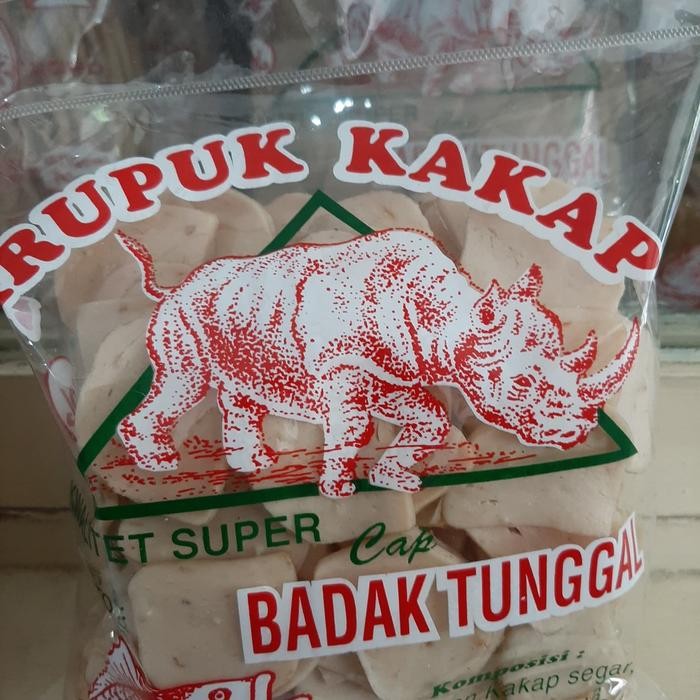 RUPUK KAKAP
TET SUPER Cap
BADAK TUNGGAL
Komposisi :
Kakap segar,